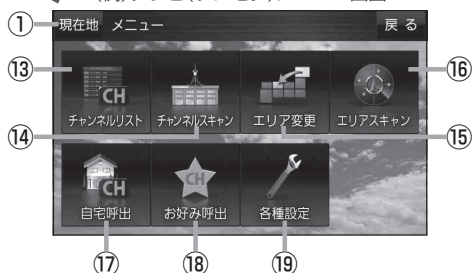 ① 現在地 メニュー 戻る
⑬ ⑯
CH
チャンネルリスト チャンネルスキャン エリア変更 エリアスキャン
⑭ ⑮
CH CH
自宅呼出 お好み呼出 各種設定
⑰ ⑱ ⑲